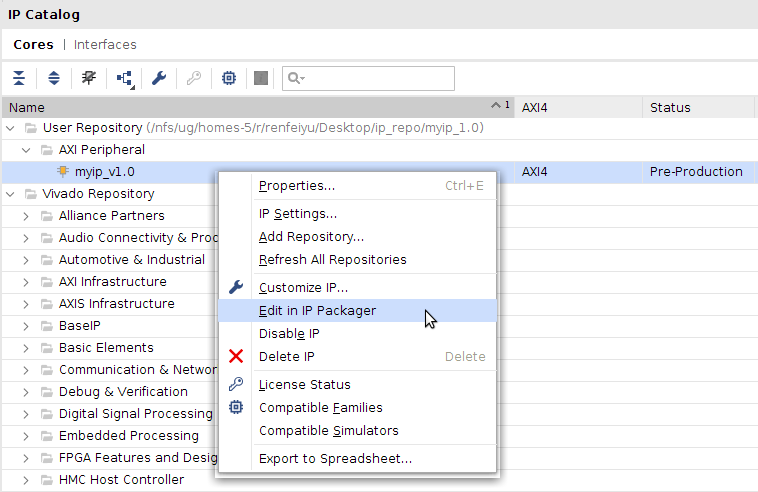 IP Catalog
Cores | Interfaces
Name 1 AXI4 Status
User Repository (/nfs/ug/homes-5/r/renfeiyu/Desktop/ip_repo/myip_1.0)
AXI Peripheral
myip_v1.0 AXI4 Pre-Production
Vivado Repository
Alliance Partners
Audio Connectivity & Proc
Automotive & Industrial
AXI Infrastructure
AXIS Infrastructure
BaseIP
Basic Elements
Communication & Networ
Debug & Verification
Digital Signal Processing
Embedded Processing
FPGA Features and Desig
HMC Host Controller
Properties... Ctrl+E
IP Settings...
Add Repository...
Refresh All Repositories
Customize IP...
Edit in IP Packager
Disable IP
Delete IP Delete
License Status
Compatible Families
Compatible Simulators
Export to Spreadsheet...